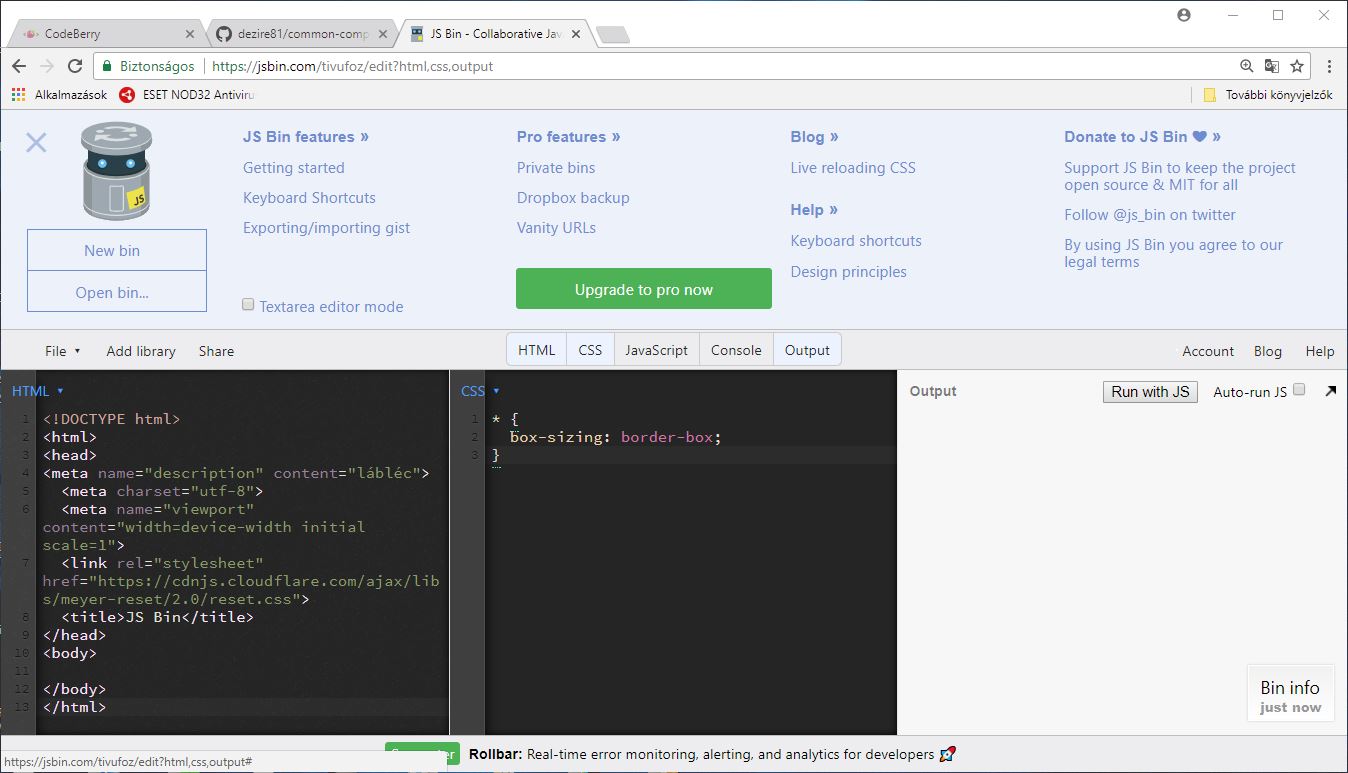 CodeBerry
dezire81/common-comp
JS Bin - Collaborative Jav
Biztonságos
https://jsbin.com/tivufoz/edit?html,css,output
Alkalmazások
ESET NOD32 Antivirus
További könyvjelzők
JS
New bin
Open bin...
JS Bin features »
Getting started
Keyboard Shortcuts
Exporting/importing gist
Textarea editor mode
Pro features »
Private bins
Dropbox backup
Vanity URLs
Upgrade to pro now
Blog »
Live reloading CSS
Help »
Keyboard shortcuts
Design principles
Donate to JS Bin ❤ »
Support JS Bin to keep the project
open source & MIT for all
Follow @js_bin on twitter
By using JS Bin you agree to our
legal terms
File ▾ Add library Share
HTML CSS JavaScript Console Output
Account Blog Help
HTML ▾
1 <!DOCTYPE html>
2 <html>
3 <head>
4 <meta name="description" content="lábléc">
5 <meta charset="utf-8">
6 <meta name="viewport"
content="width=device-width initial
scale=1">
7 <link rel="stylesheet"
href="https://cdnjs.cloudflare.com/ajax/lib
s/meyer-reset/2.0/reset.css">
8 <title>JS Bin</title>
9 </head>
10 <body>
11
12 </body>
13 </html>
CSS ▾
1 * {
2 box-sizing: border-box;
3 }
Output
Run with JS
Auto-run JS
Bin info
just now
Rollbar: Real-time error monitoring, alerting, and analytics for developers 🚀
https://jsbin.com/tivufoz/edit?html,css,output#